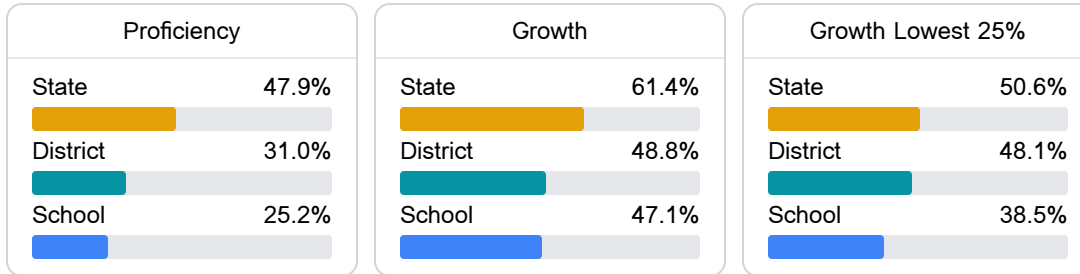 Proficiency
State 47.9%
District 31.0%
School 25.2%
Growth
State 61.4%
District 48.8%
School 47.1%
Growth Lowest 25%
State 50.6%
District 48.1%
School 38.5%